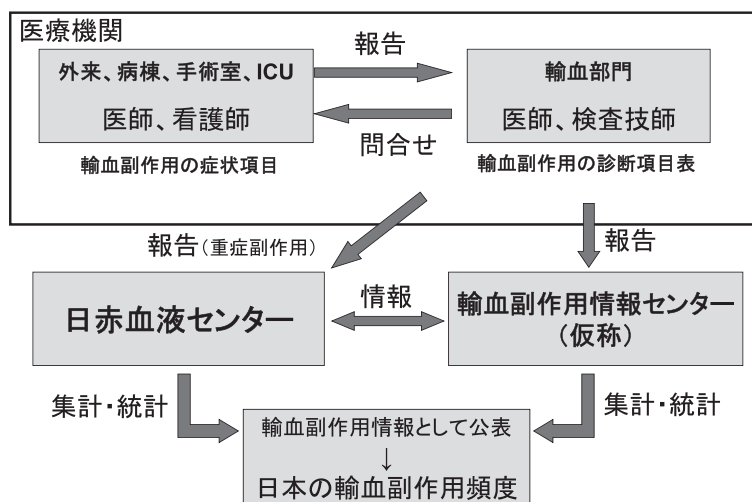 医療機関
報告
外来、病棟、手術室、ICU
医師、看護師
輸血副作用の症状項目
問合せ
輸血部門
医師、検査技師
輸血副作用の診断項目表
報告(重症副作用)
報告
日赤血液センター
情報
輸血副作用情報センター
(仮称)
集計・統計
集計・統計
輸血副作用情報として公表
↓
日本の輸血副作用頻度